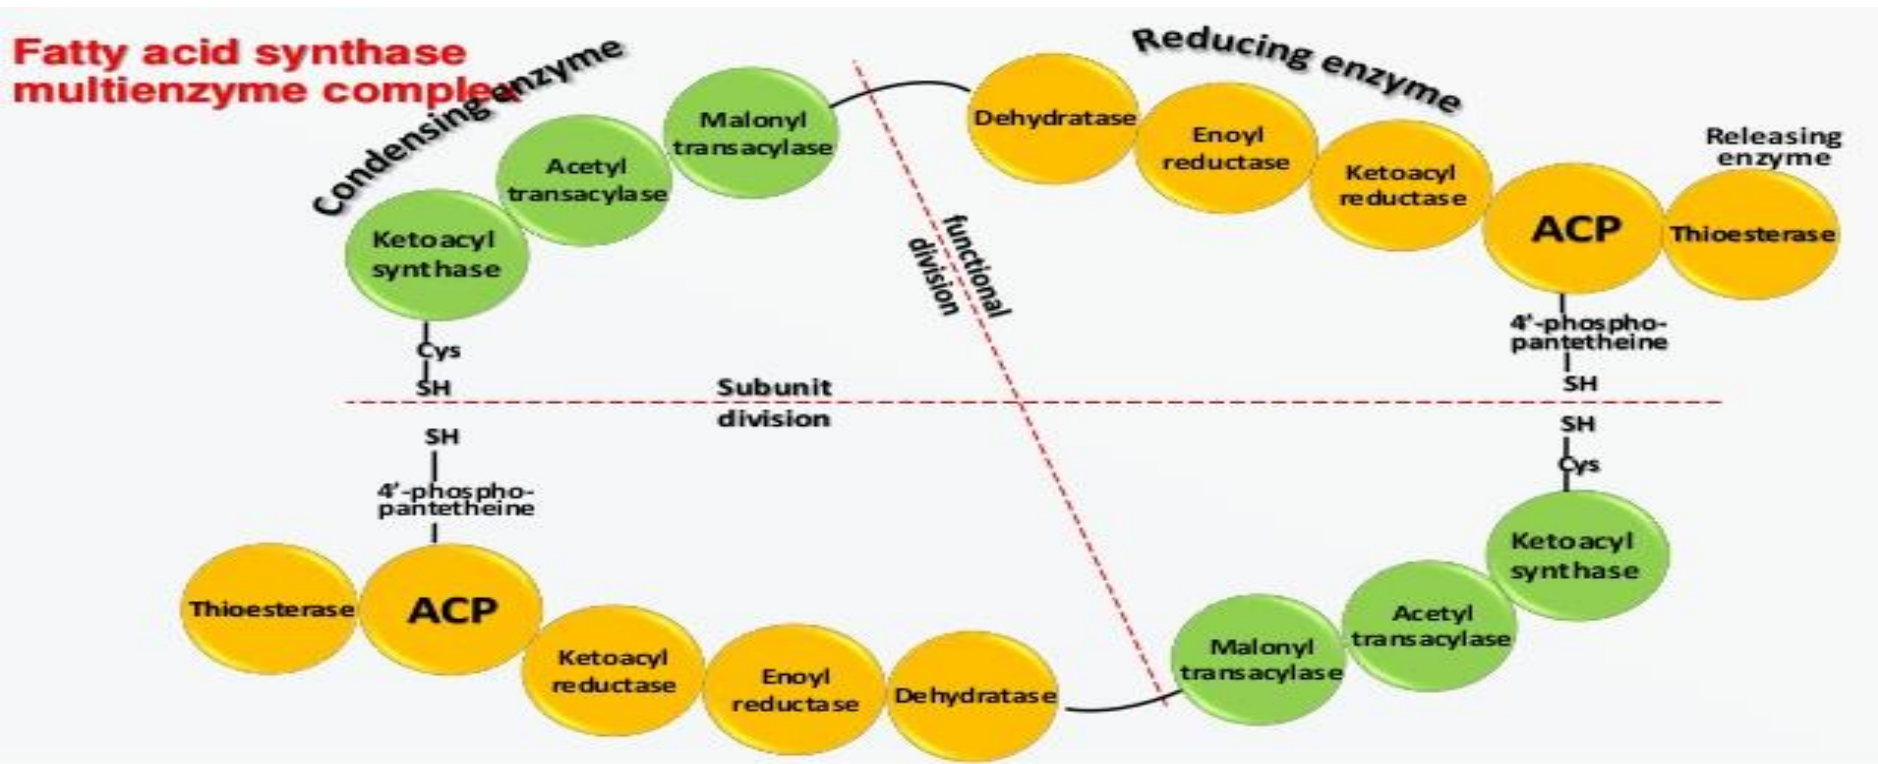 Fatty acid synthase
multienzyme complex
Condensing enzyme
Reducing enzyme
Releasing
enzyme
Ketoacyl
synthase
Acetyl
transacylase
Malonyl
transacylase
Dehydratase
Enoyl
reductase
Ketoacyl
reductase
ACP
Thioesterase
functional
division
Cys
SH
4'-phospho-
pantetheine
SH
Subunit
division
SH
4'-phospho-
pantetheine
SH
Cys
Thioesterase
ACP
Ketoacyl
reductase
Enoyl
reductase
Dehydratase
Malonyl
transacylase
Acetyl
transacylase
Ketoacyl
synthase